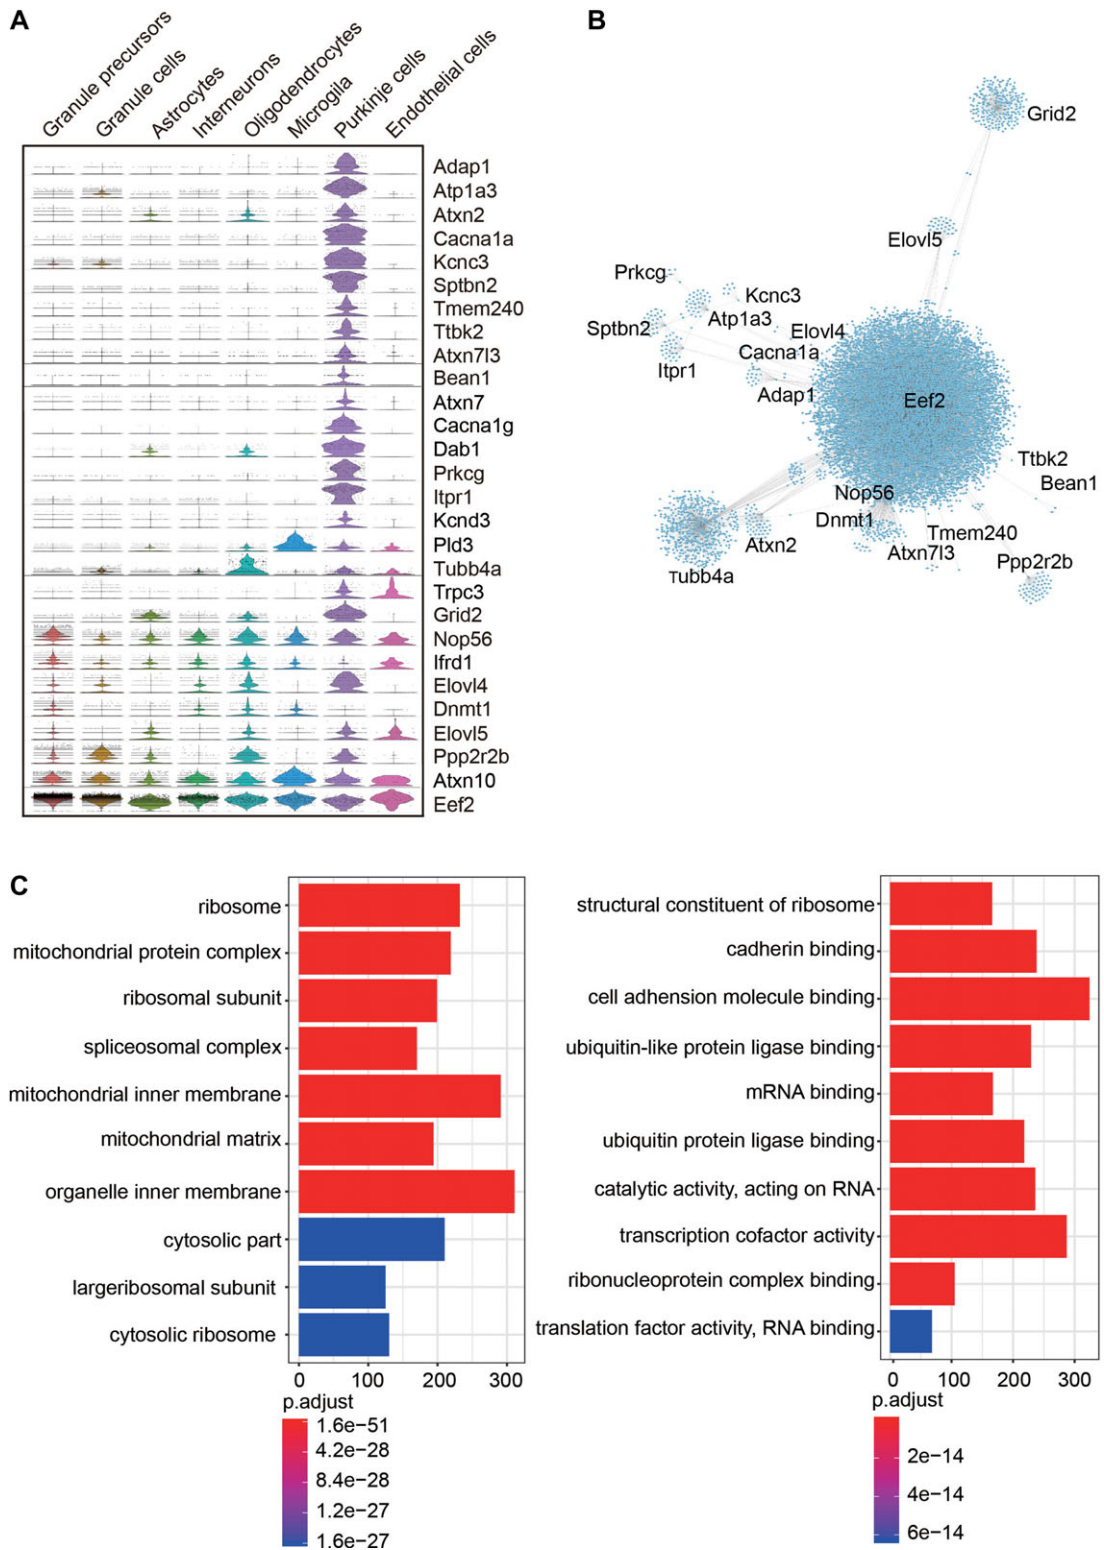 A
Granule precursors
Granule cells
Astrocytes
Interneurons
Oligodendrocytes
Microgila
Purkinje cells
Endothelial cells
Adap1
Atp1a3
Atxn2
Cacna1a
Kcnc3
Sptbn2
Tmem240
Ttbk2
Atxn7l3
Bean1
Atxn7
Cacna1g
Dab1
Prkcg
Itpr1
Kcnd3
Pld3
Tubb4a
Trpc3
Grid2
Nop56
Ifrd1
Elovl4
Dnmt1
Elovl5
Ppp2r2b
Atxn10
Eef2
B
Grid2
Elovl5
Prkcg
Kcnc3
Sptbn2
Atp1a3
Elovl4
Itpr1
Cacna1a
Adap1
Eef2
Ttbk2
Bean1
Nop56
Dnmt1
Tmem240
Atxn2
Atxn7l3
Ppp2r2b
Tubb4a
C
ribosome
mitochondrial protein complex
ribosomal subunit
spliceosomal complex
mitochondrial inner membrane
mitochondrial matrix
organelle inner membrane
cytosolic part
largeribosomal subunit
cytosolic ribosome
0 100 200 300
p.adjust
1.6e−51
4.2e−28
8.4e−28
1.2e−27
1.6e−27
structural constituent of ribosome
cadherin binding
cell adhension molecule binding
ubiquitin-like protein ligase binding
mRNA binding
ubiquitin protein ligase binding
catalytic activity, acting on RNA
transcription cofactor activity
ribonucleoprotein complex binding
translation factor activity, RNA binding
0 100 200 300
p.adjust
2e−14
4e−14
6e−14